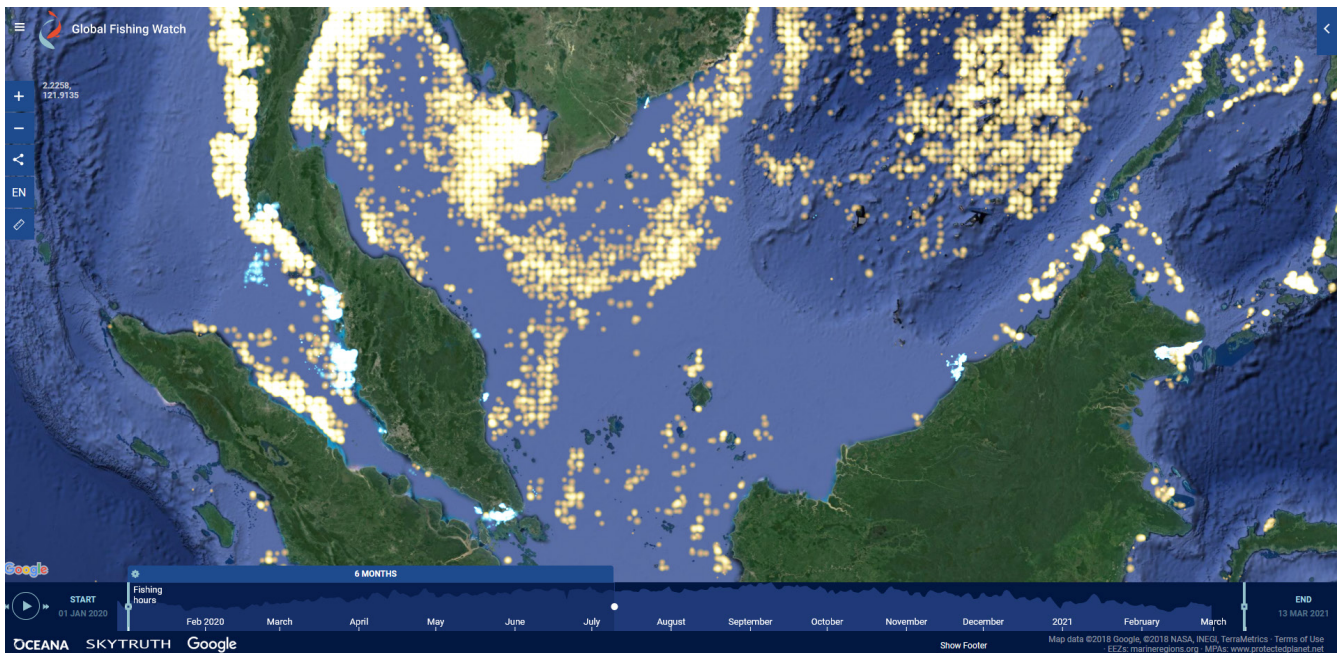 Global Fishing Watch
2.2258,
121.9135
EN
Google
6 MONTHS
Fishing
hours
START
01 JAN 2020
Feb 2020 March April May June July August September October November December 2021 February March
END
13 MAR 2021
OCEANA SKYTRUTH Google
Show Footer
Map data ©2018 Google, ©2018 NASA, INEGI, TerraMetrics - Terms of Use
- EEZs: marineregions.org - MPAs: www.protectedplanet.net